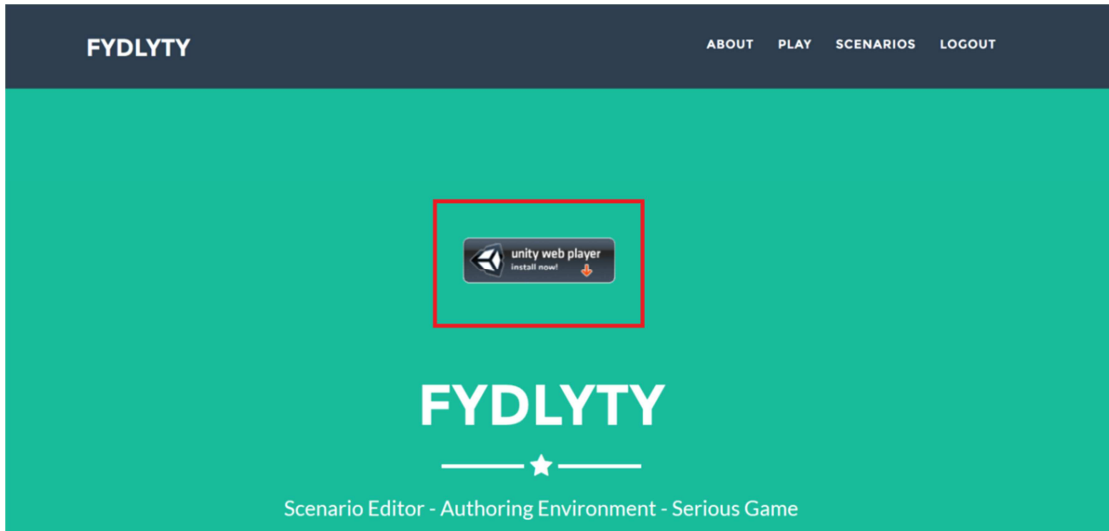 FYDLYTY
ABOUT PLAY SCENARIOS LOGOUT
unity web player
install now!
FYDLYTY
Scenario Editor - Authoring Environment - Serious Game